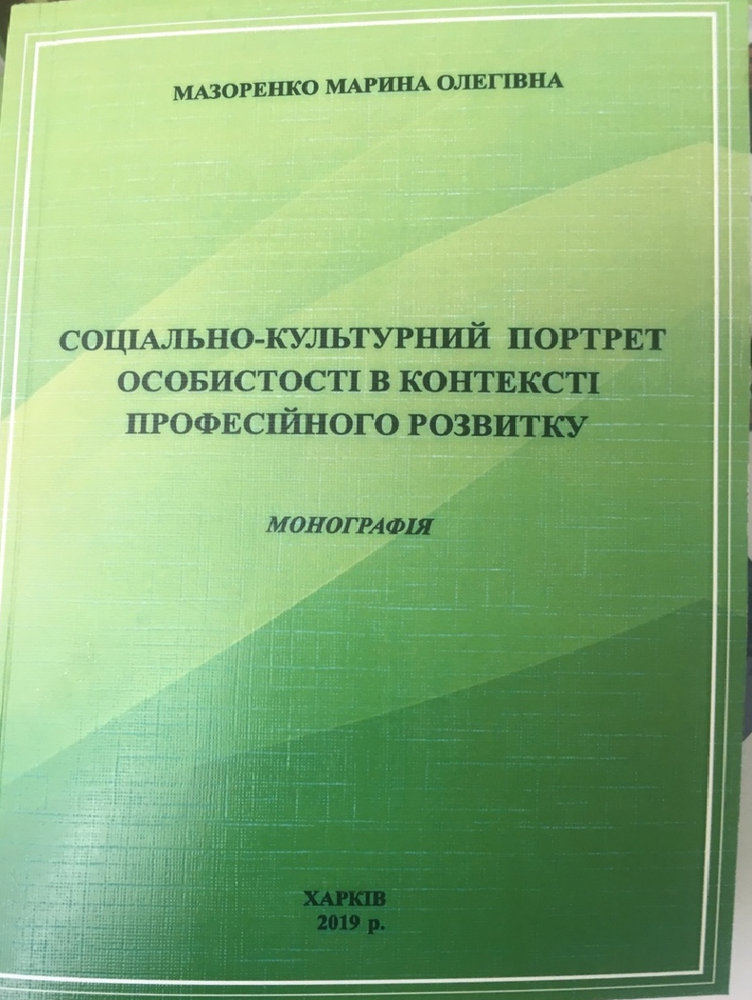 МАЗОРЕНКО МАРИНА ОЛЕГІВНА
СОЦІАЛЬНО-КУЛЬТУРНИЙ ПОРТРЕТ
ОСОБИСТОСТІ В КОНТЕКСТІ
ПРОФЕСІЙНОГО РОЗВИТКУ
МОНОГРАФІЯ
ХАРКІВ
2019 р.